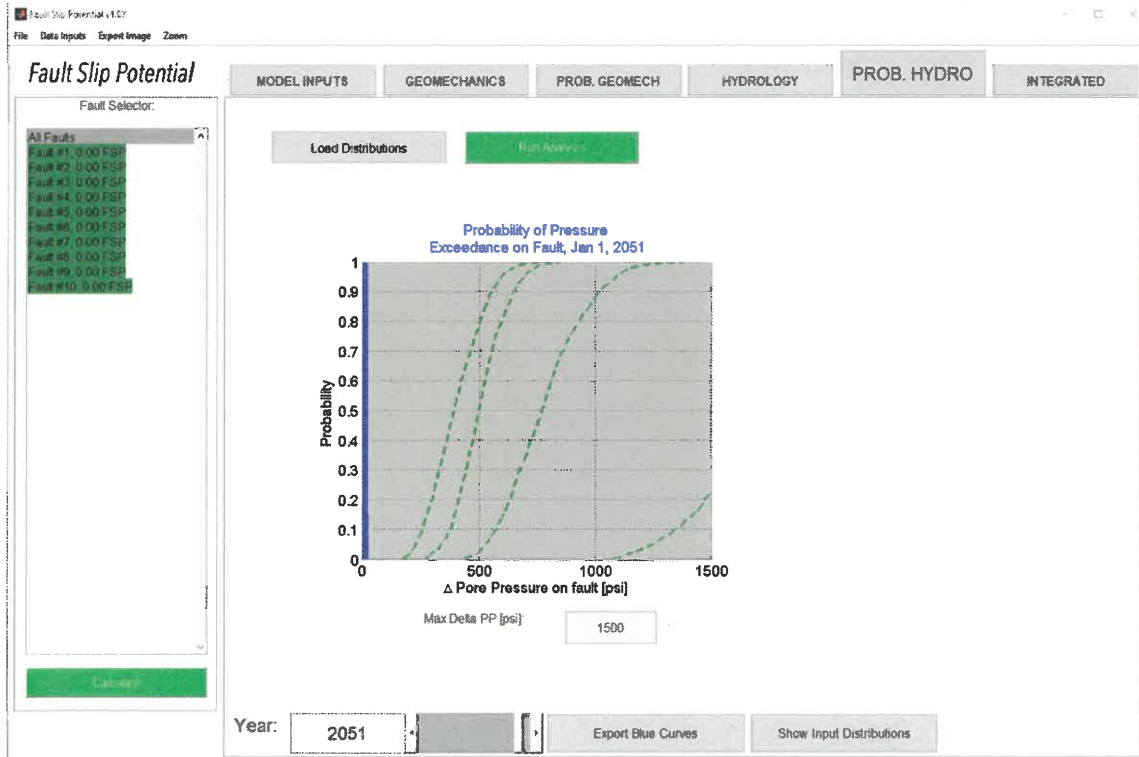 Fault Slip Potential v1.07
File Data Inputs Export Image Zoom
Fault Slip Potential
MODEL INPUTS
GEOMECHANICS
PROB. GEOMECH
HYDROLOGY
PROB. HYDRO
INTEGRATED
Fault Selector:
All Faults
Fault #1, 0.00 FSP
Fault #2, 0.00 FSP
Fault #3, 0.00 FSP
Fault #4, 0.00 FSP
Fault #5, 0.00 FSP
Fault #6, 0.00 FSP
Fault #7, 0.00 FSP
Fault #8, 0.00 FSP
Fault #9, 0.00 FSP
Fault #10, 0.00 FSP
Calculate
Load Distributions
Run Analysis
Probability of Pressure
Exceedance on Fault, Jan 1, 2051
Probability
1
0.9
0.8
0.7
0.6
0.5
0.4
0.3
0.2
0.1
0
0 500 1000 1500
Δ Pore Pressure on fault [psi]
Max Delta PP [psi]:
1500
Year:
2051
Export Blue Curves
Show Input Distributions